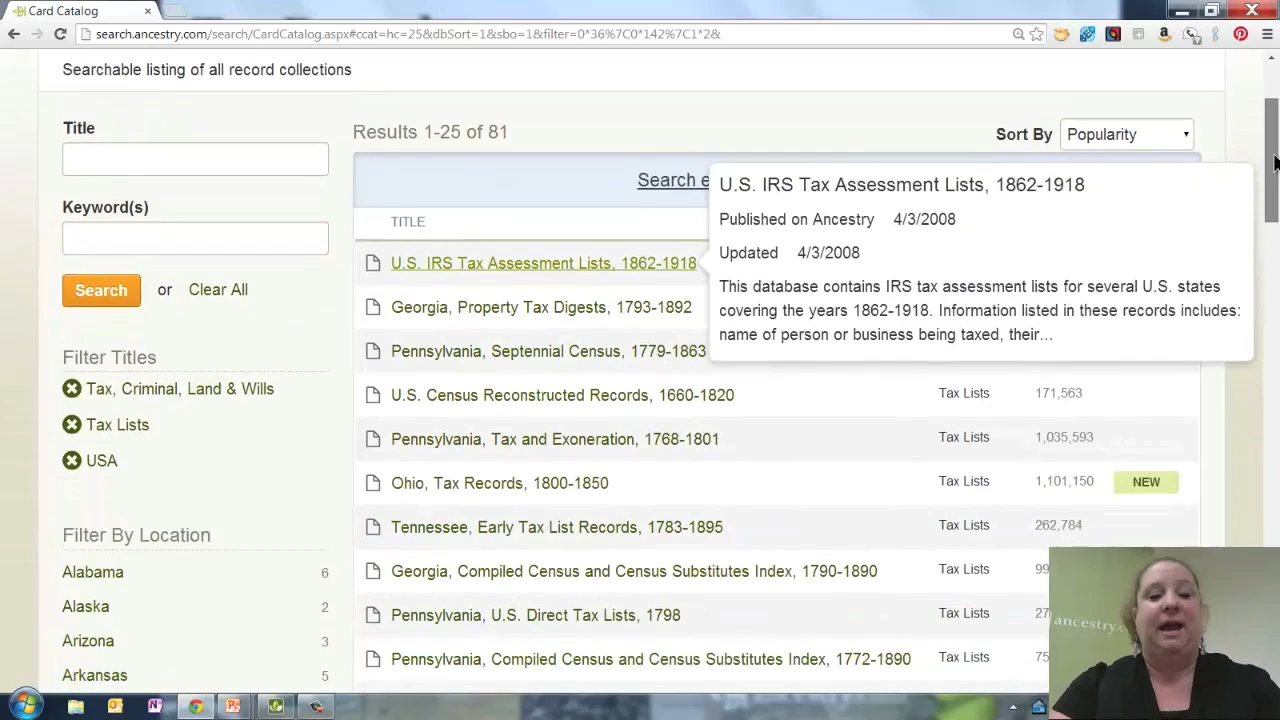 Card Catalog
search.ancestry.com/search/CardCatalog.aspx#ccat=hc=25&dbSort=1&sbo=1&filter=0*36%7C0*142%7C1*2&
Searchable listing of all record collections
Title
Keyword(s)
Search or Clear All
Filter Titles
Tax, Criminal, Land & Wills
Tax Lists
USA
Filter By Location
Alabama 6
Alaska 2
Arizona 3
Arkansas 5
Results 1-25 of 81
Sort By Popularity
Search e
TITLE
U.S. IRS Tax Assessment Lists, 1862-1918
Georgia, Property Tax Digests, 1793-1892
Pennsylvania, Septennial Census, 1779-1863
U.S. Census Reconstructed Records, 1660-1820 Tax Lists 171,563
Pennsylvania, Tax and Exoneration, 1768-1801 Tax Lists 1,035,593
Ohio, Tax Records, 1800-1850 Tax Lists 1,101,150 NEW
Tennessee, Early Tax List Records, 1783-1895 Tax Lists 262,784
Georgia, Compiled Census and Census Substitutes Index, 1790-1890 Tax Lists 99
Pennsylvania, U.S. Direct Tax Lists, 1798 Tax Lists 27
Pennsylvania, Compiled Census and Census Substitutes Index, 1772-1890 Tax Lists 75
U.S. IRS Tax Assessment Lists, 1862-1918
Published on Ancestry 4/3/2008
Updated 4/3/2008
This database contains IRS tax assessment lists for several U.S. states
covering the years 1862-1918. Information listed in these records includes:
name of person or business being taxed, their...
ancestry.c